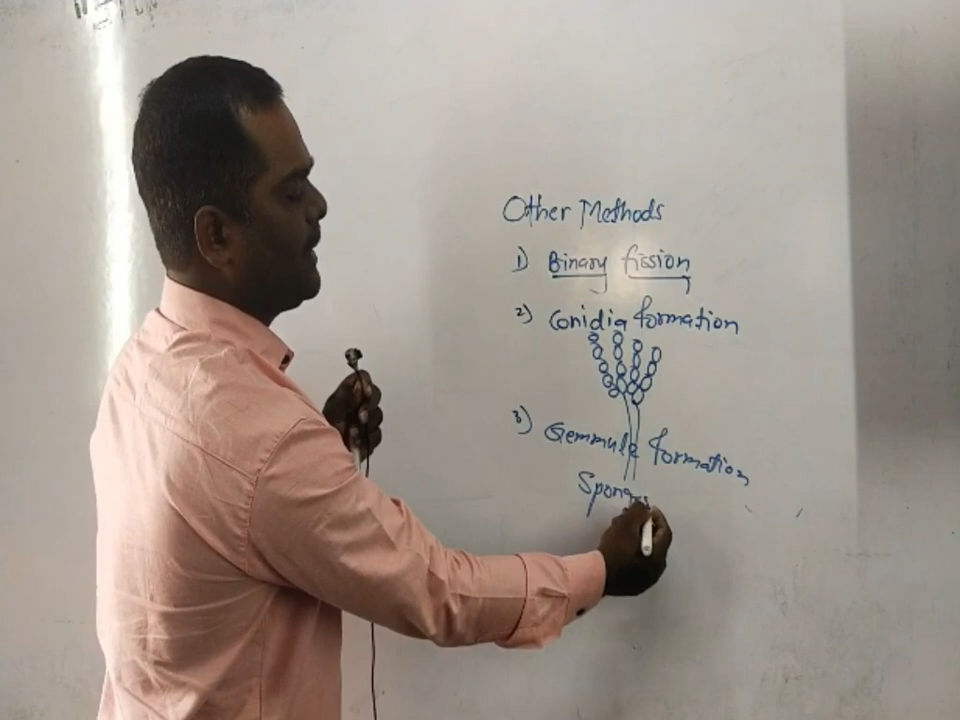 Other Methods
1) Binary fission
2) Conidia formation
3) Gemmule formation
Sponges